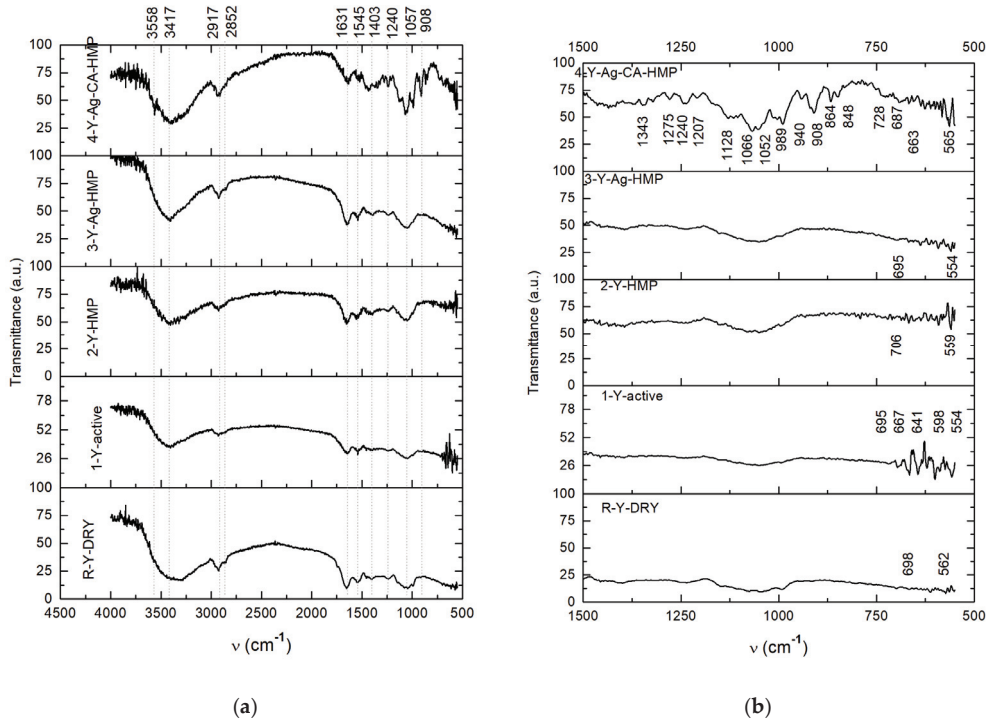 3558 3417 2917 2852 1631 1545 1403 1240 1057 908
100 75 50 25
4-Y-Ag-CA-HMP
100 75 50 25
3-Y-Ag-HMP
100 75 50 25 0
2-Y-HMP
78 52 26
1-Y-active
100 75 50 25 0
R-Y-DRY
Transmittance (a.u.)
4500 4000 3500 3000 2500 2000 1500 1000 500
ν (cm-1)
(a)
1500 1250 1000 750 500
100 75 50 25
4-Y-Ag-CA-HMP
1343 1275 1240 1207 1128 1066 1052 989 940 908 864 848 728 687 663 565
100 75 50 25
3-Y-Ag-HMP
695 554
100 75 50 25 0
2-Y-HMP
706 559
78 52 26
1-Y-active
695 667 641 598 554
100 75 50 25 0
R-Y-DRY
698 562
Transmittance (a.u.)
1500 1250 1000 750 500
ν (cm-1)
(b)